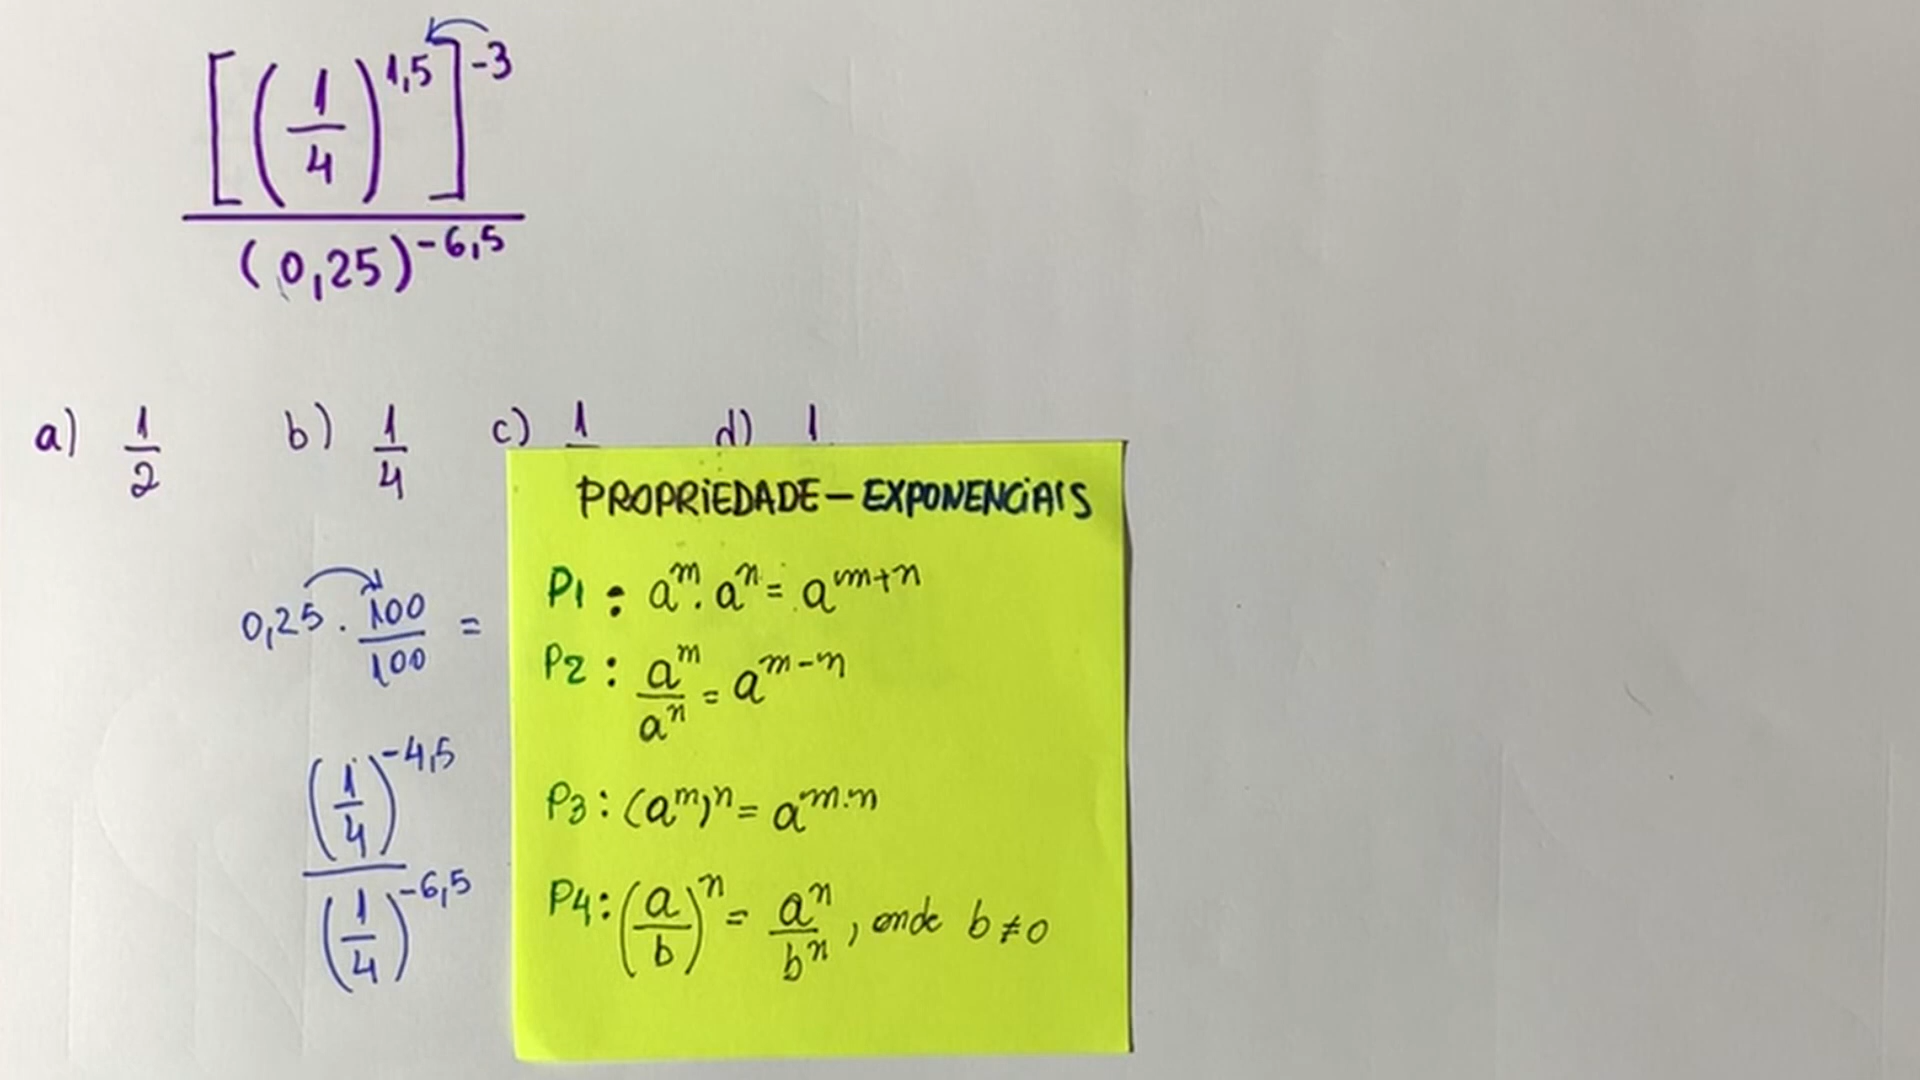 [(1/4)^1,5]^-3
(0,25)^-6,5
a) 1/2 b) 1/4 c) 1 d) 1
0,25 . 100/100 =
(1/4)^-4,5
(1/4)^-6,5
PROPRIEDADE – EXPONENCIAIS
P1 : a^m . a^n = a^m+n
P2 : a^m/a^n = a^m-n
P3 : (a^m)^n = a^m.n
P4 : (a/b)^n = a^n/b^n , onde b ≠ 0